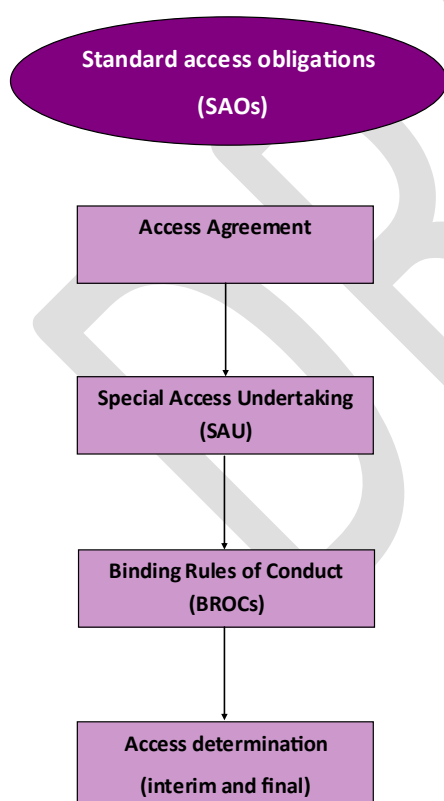 Standard access obligations
(SAOs)
Access Agreement
Special Access Undertaking
(SAU)
Binding Rules of Conduct
(BROCs)
Access determination
(interim and final)